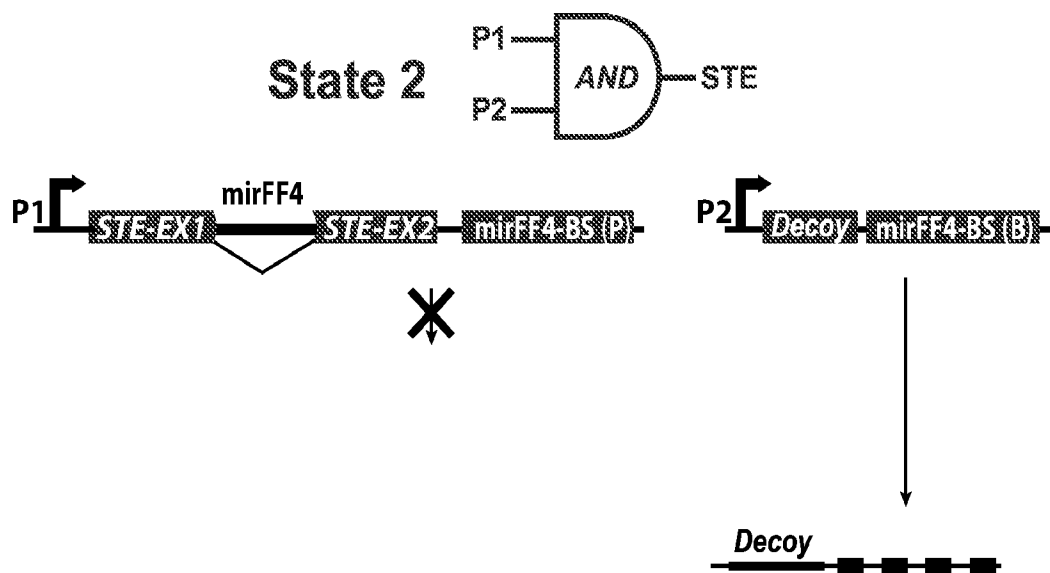 State 2
P1
P2
AND
STE
P1
STE-EX1
mirFF4
STE-EX2
mirFF4-BS (P)
P2
Decoy
mirFF4-BS (B)
Decoy